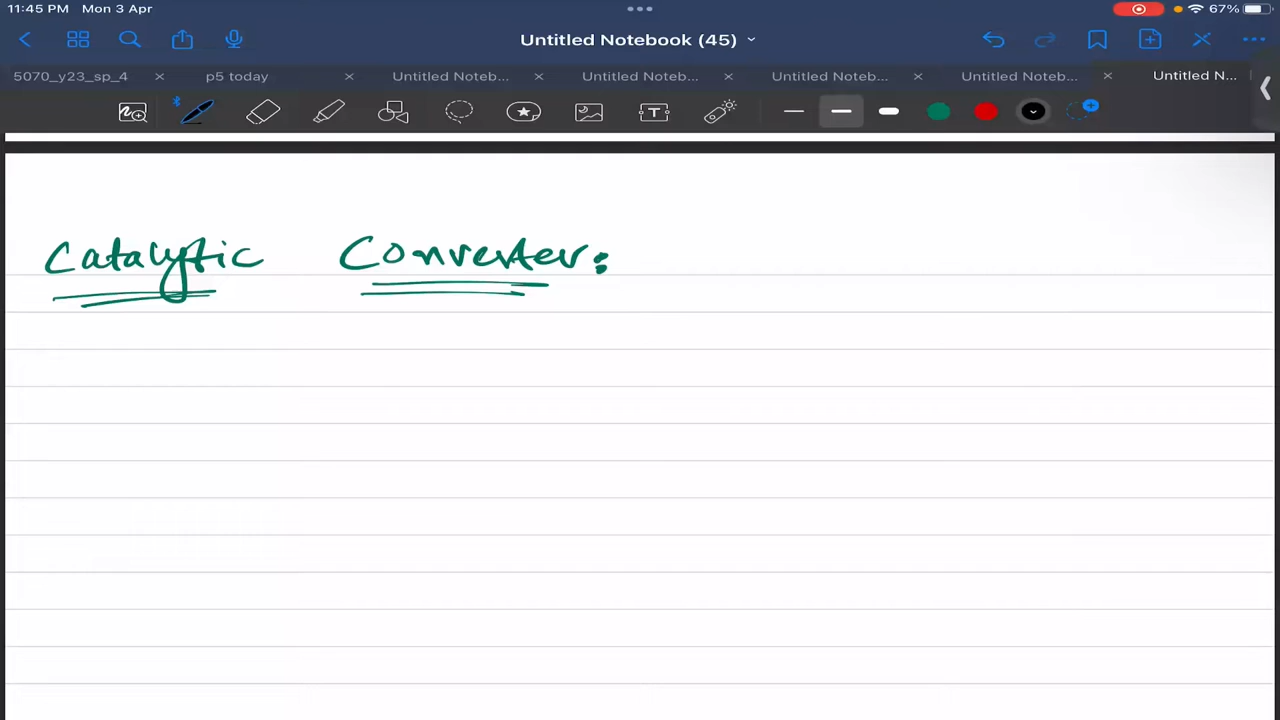 11:45 PM Mon 3 Apr 67%
Untitled Notebook (45)
5070_y23_sp_4 p5 today Untitled Noteb... Untitled Noteb... Untitled Noteb... Untitled Noteb... Untitled N...
Catalytic Converter: